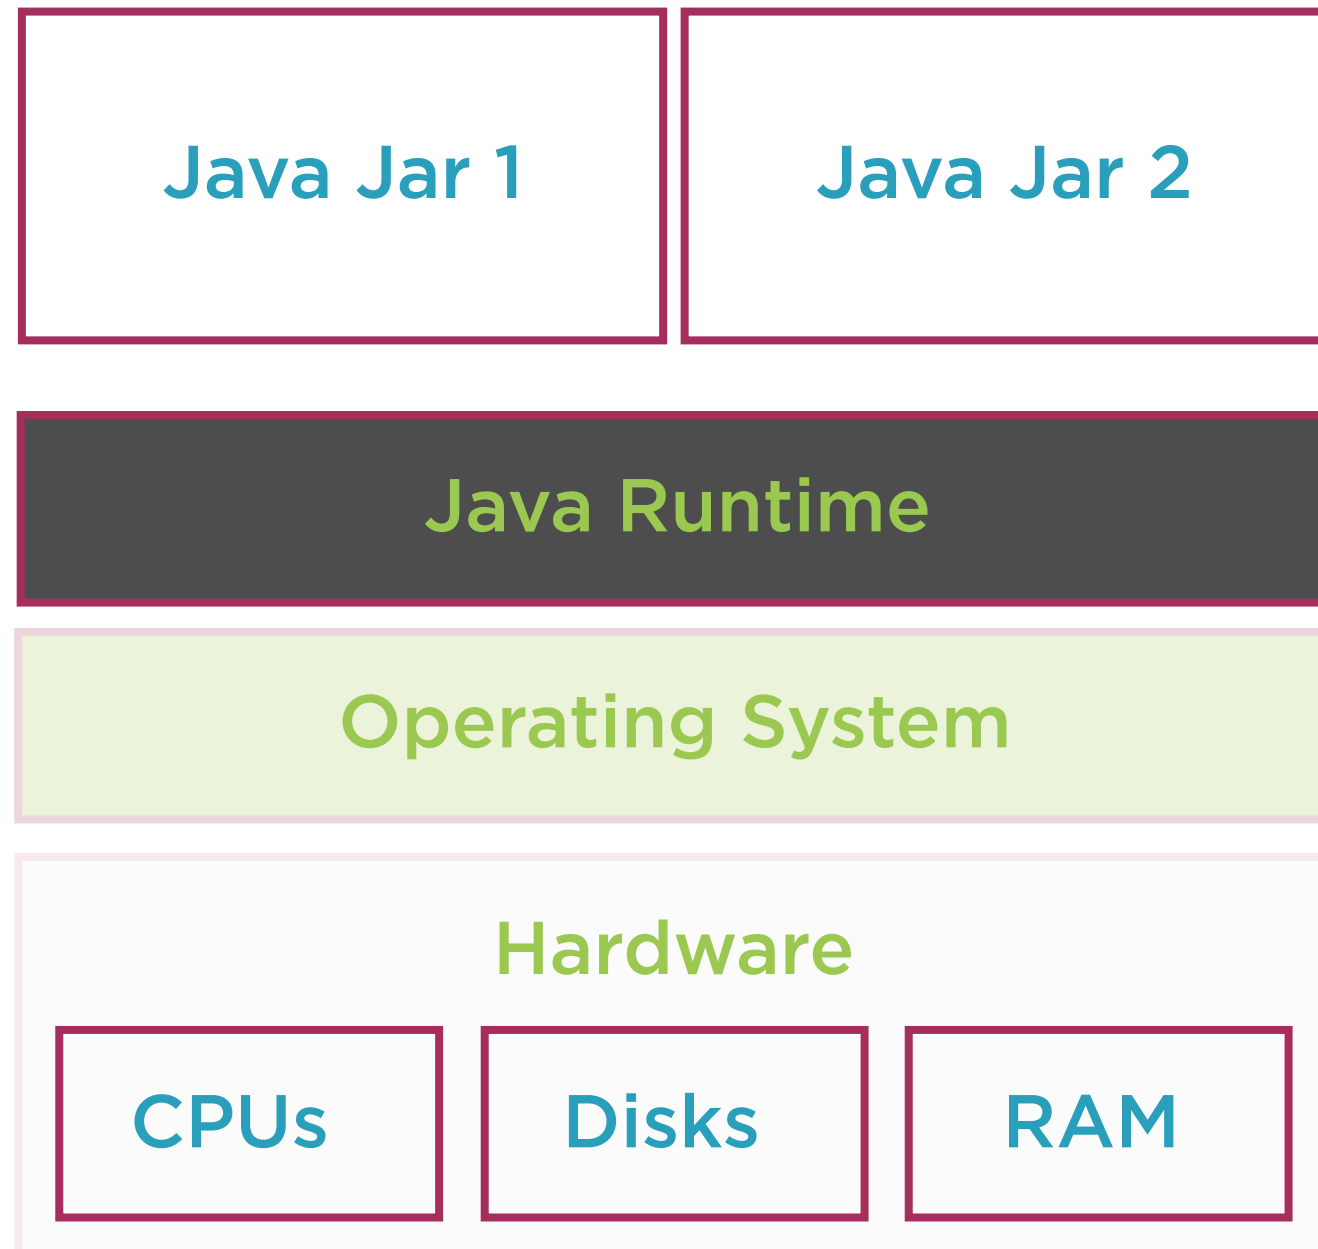 Java Jar 1
Java Jar 2
Java Runtime
Operating System
Hardware
CPUs
Disks
RAM